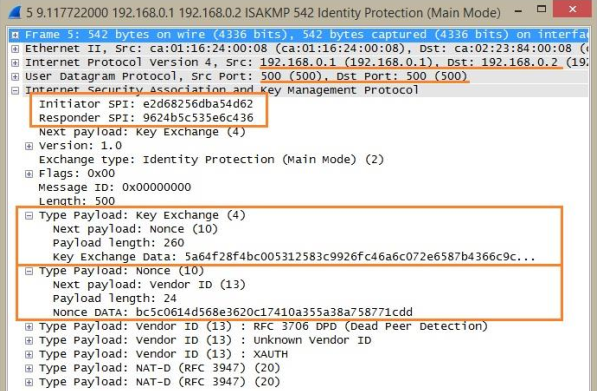 5 9.117722000 192.168.0.1 192.168.0.2 ISAKMP 542 Identity Protection (Main Mode)
Frame 5: 542 bytes on wire (4336 bits), 542 bytes captured (4336 bits) on interfac
Ethernet II, Src: ca:01:16:24:00:08 (ca:01:16:24:00:08), Dst: ca:02:23:84:00:08 (
Internet Protocol Version 4, Src: 192.168.0.1 (192.168.0.1), Dst: 192.168.0.2 (192
User Datagram Protocol, Src Port: 500 (500), Dst Port: 500 (500)
Internet Security Association and Key Management Protocol
Initiator SPI: e2d68256dba54d62
Responder SPI: 9624b5c535e6c436
Next payload: Key Exchange (4)
Version: 1.0
Exchange type: Identity Protection (Main Mode) (2)
Flags: 0x00
Message ID: 0x00000000
Length: 500
Type Payload: Key Exchange (4)
Next payload: Nonce (10)
Payload length: 260
Key Exchange Data: 5a64f28f4bc005312583c9926fc46a6c072e6587b4366c9c...
Type Payload: Nonce (10)
Next payload: Vendor ID (13)
Payload length: 24
Nonce DATA: bc5c0614d568e3620c17410a355a38a758771cdd
Type Payload: Vendor ID (13) : RFC 3706 DPD (Dead Peer Detection)
Type Payload: Vendor ID (13) : Unknown Vendor ID
Type Payload: Vendor ID (13) : XAUTH
Type Payload: NAT-D (RFC 3947) (20)
Type Payload: NAT-D (RFC 3947) (20)